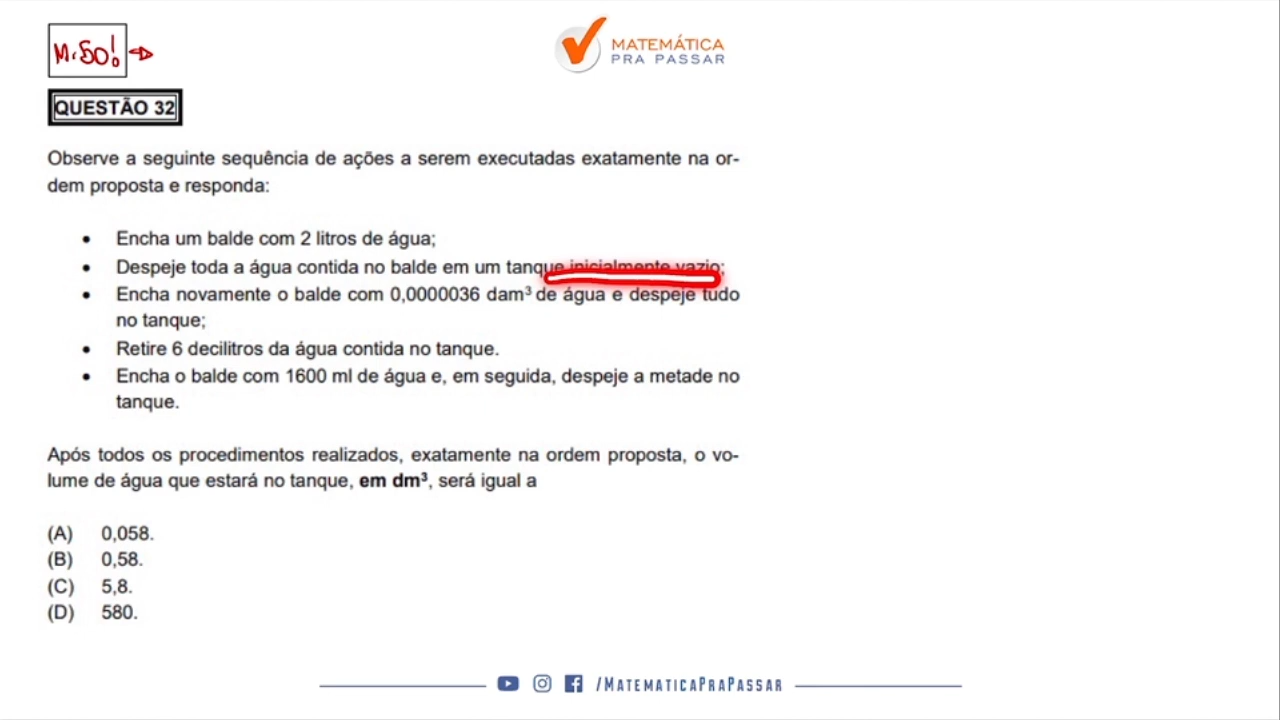 M.50!
MATEMÁTICA
PRA PASSAR
QUESTÃO 32
Observe a seguinte sequência de ações a serem executadas exatamente na or-
dem proposta e responda:
• Encha um balde com 2 litros de água;
• Despeje toda a água contida no balde em um tanque inicialmente vazio;
• Encha novamente o balde com 0,0000036 dam³ de água e despeje tudo
no tanque;
• Retire 6 decilitros da água contida no tanque.
• Encha o balde com 1600 ml de água e, em seguida, despeje a metade no
tanque.
Após todos os procedimentos realizados, exatamente na ordem proposta, o vo-
lume de água que estará no tanque, em dm³, será igual a
(A) 0,058.
(B) 0,58.
(C) 5,8.
(D) 580.
/MATEMATICAPRAPASSAR